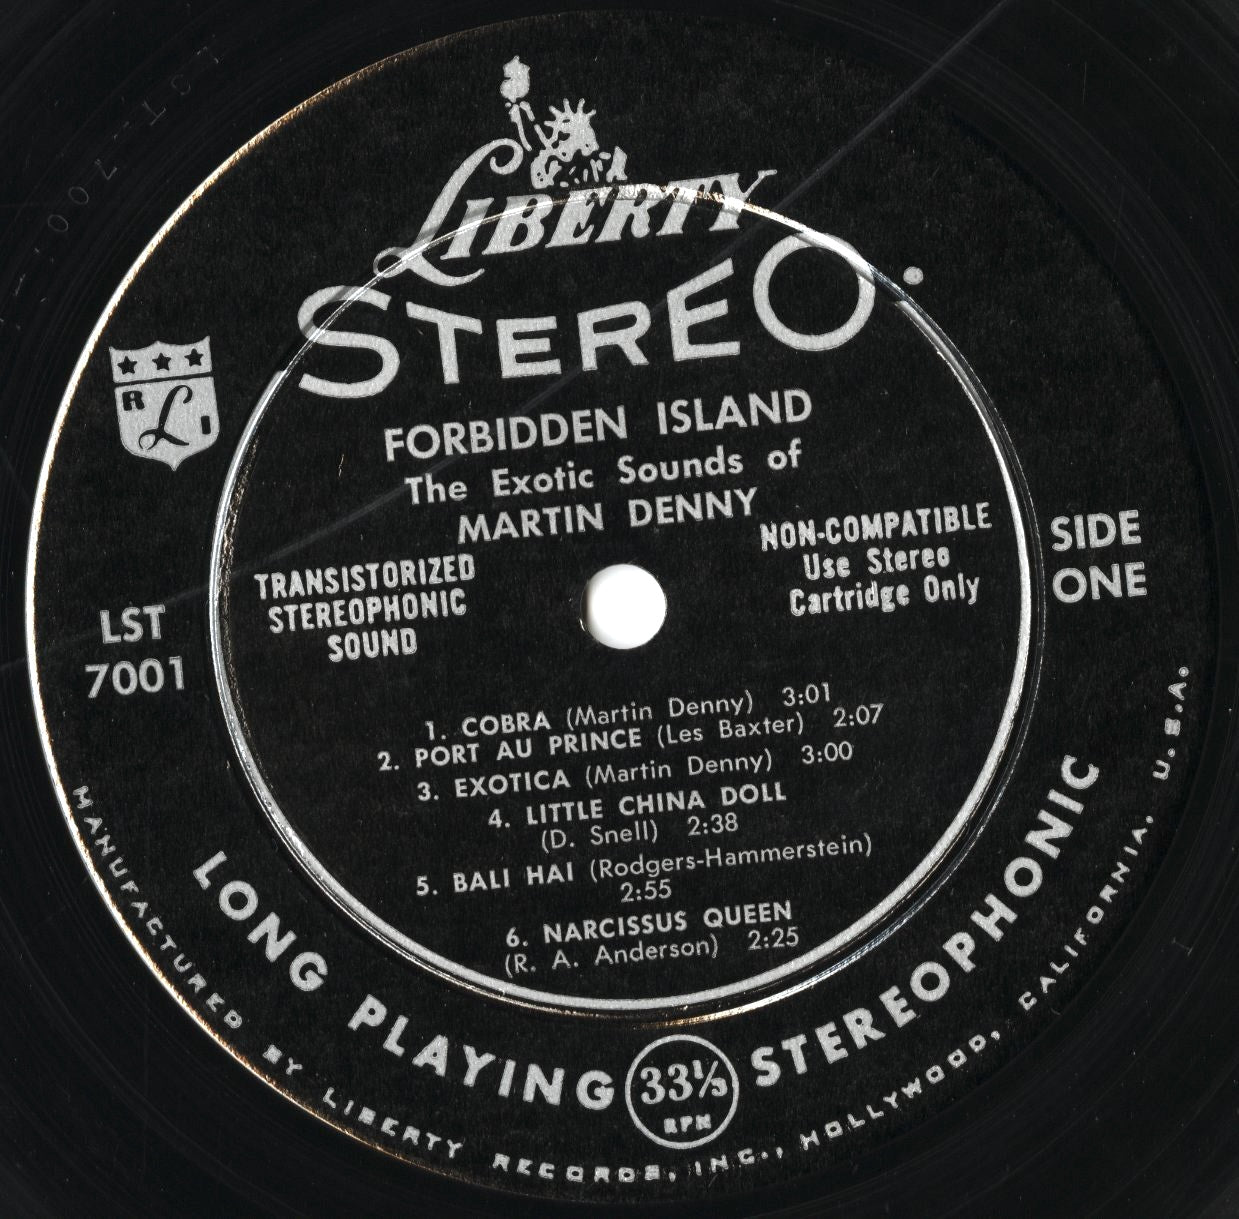 LST-7001-
LIBERTY
STEREO
R L I
FORBIDDEN ISLAND
The Exotic Sounds of
MARTIN DENNY
TRANSISTORIZED
STEREOPHONIC
SOUND
NON-COMPATIBLE
Use Stereo
Cartridge Only
SIDE
ONE
LST
7001
1. COBRA (Martin Denny) 3:01
2. PORT AU PRINCE (Les Baxter) 2:07
3. EXOTICA (Martin Denny) 3:00
4. LITTLE CHINA DOLL
(D. Snell) 2:38
5. BALI HAI (Rodgers-Hammerstein)
2:55
6. NARCISSUS QUEEN
(R. A. Anderson) 2:25
LONG PLAYING 33⅓ RPM STEREOPHONIC
MANUFACTURED BY LIBERTY RECORDS, INC., HOLLYWOOD, CALIFORNIA, U.S.A.